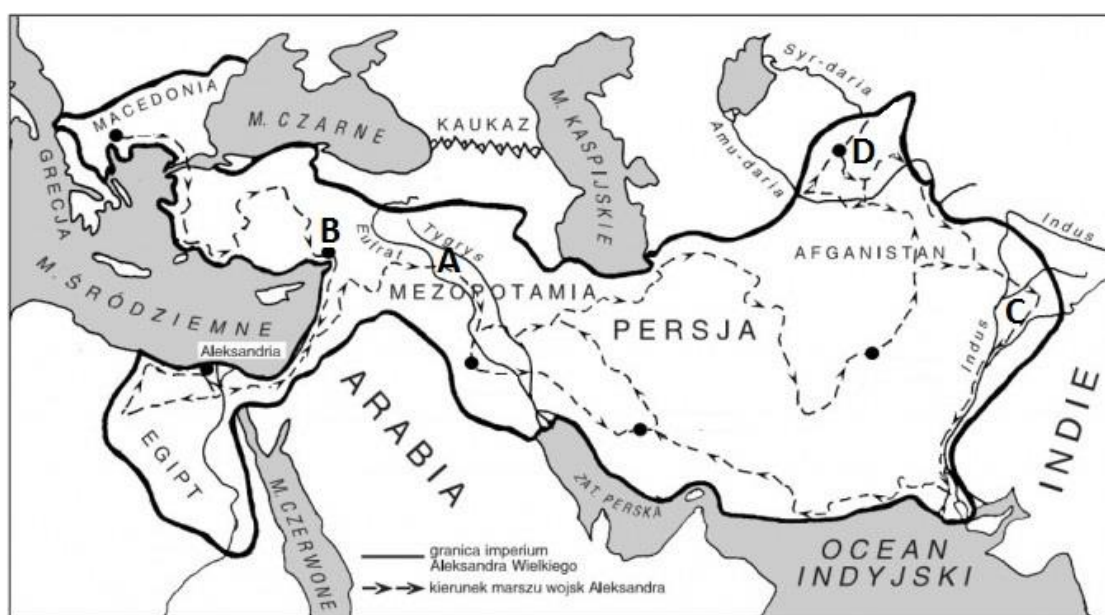 MACEDONIA
GRECJA
M. CZARNE
KAUKAZ
M. KASPIJSKIE
Syr-daria
Amu-daria
D
B
Eufrat
Tygrys
A
MEZOPOTAMIA
PERSJA
AFGANISTAN
Indus
C
Indus
M. ŚRÓDZIEMNE
Aleksandria
EGIPT
ARABIA
M. CZERWONE
ZAT. PERSKA
INDIE
OCEAN
INDYJSKI
granica imperium
Aleksandra Wielkiego
kierunek marszu wojsk Aleksandra